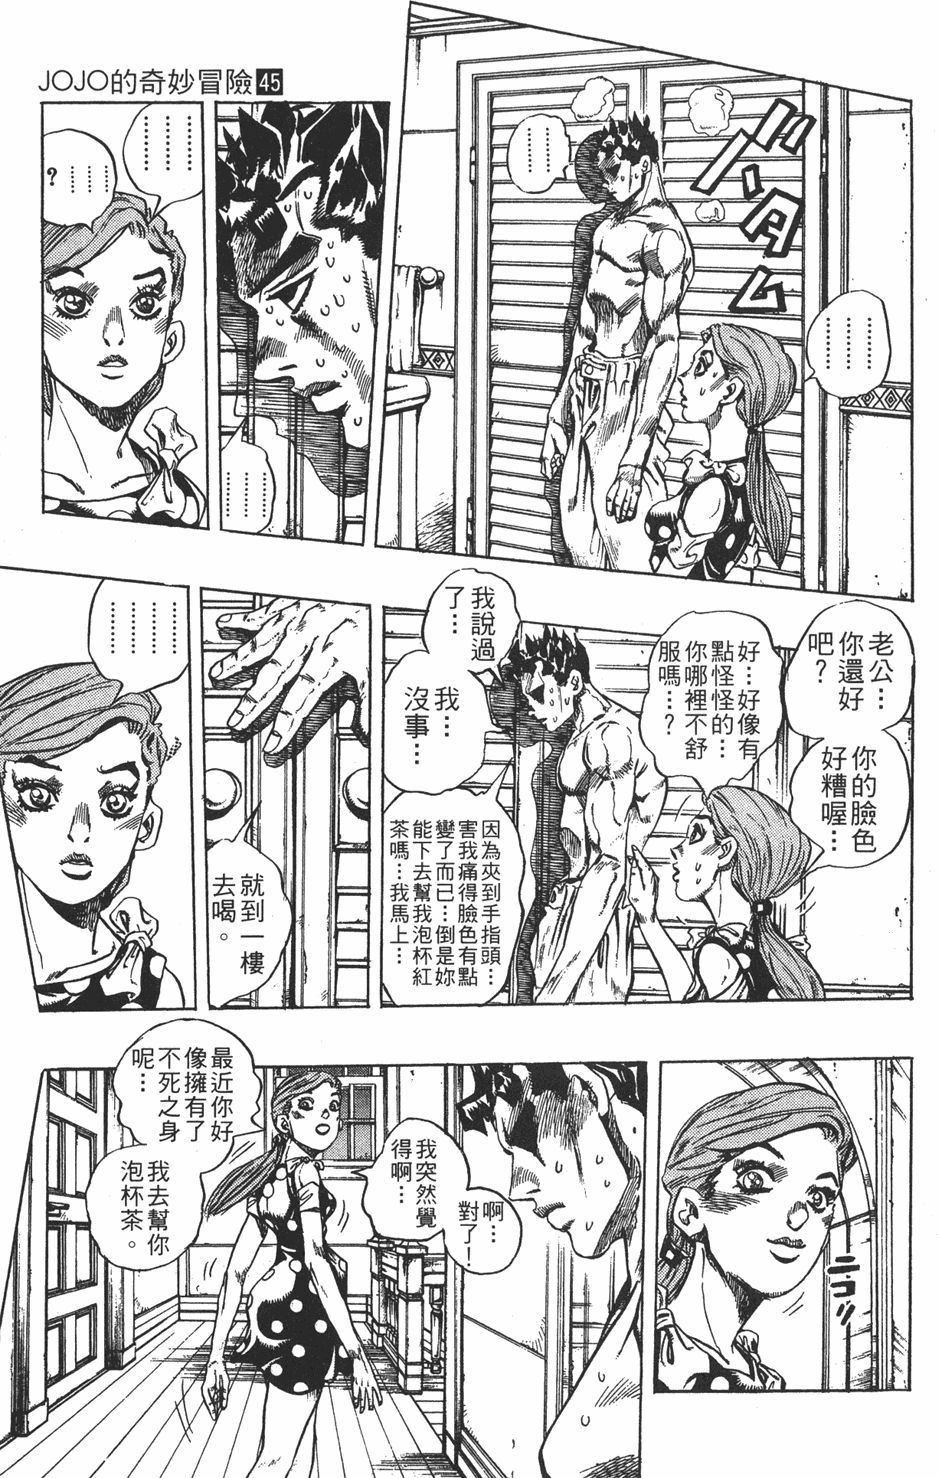 JOJO的奇妙冒險45
ドドタム
…………
…………
…………
…………
…………?
老公…
你還好
吧?
你的臉色
好糟喔…
好…好像有
點怪怪的…
你哪裡不舒
服嗎…?
我說過
了…
我…
沒事…
因為夾到手指頭…
害我痛得臉色有點
變了而已…倒是妳
能下去幫我泡杯紅
茶嗎…我馬上…
就到一樓
去喝。
…………
ニコッ
啊…
對了!
我突然覺
得啊…
最近你好
像擁有了
不死之身
呢…
我去幫你
泡杯茶。